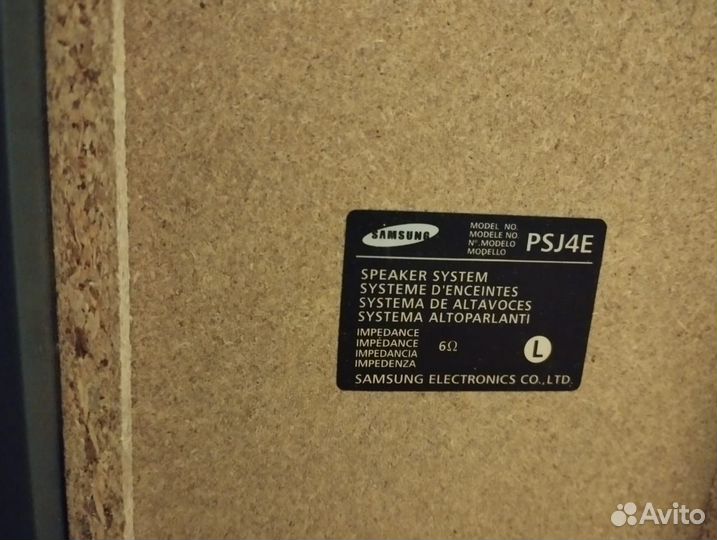 SAMSUNG
MODEL NO.
MODELE NO
N°.MODELO
MODELLO
PSJ4E
SPEAKER SYSTEM
SYSTEME D'ENCEINTES
SYSTEMA DE ALTAVOCES
SYSTEMA ALTOPARLANTI
IMPEDANCE
IMPÉDANCE
IMPEDANCIA
IMPEDENZA
6Ω
L
SAMSUNG ELECTRONICS CO.,LTD.
Avito